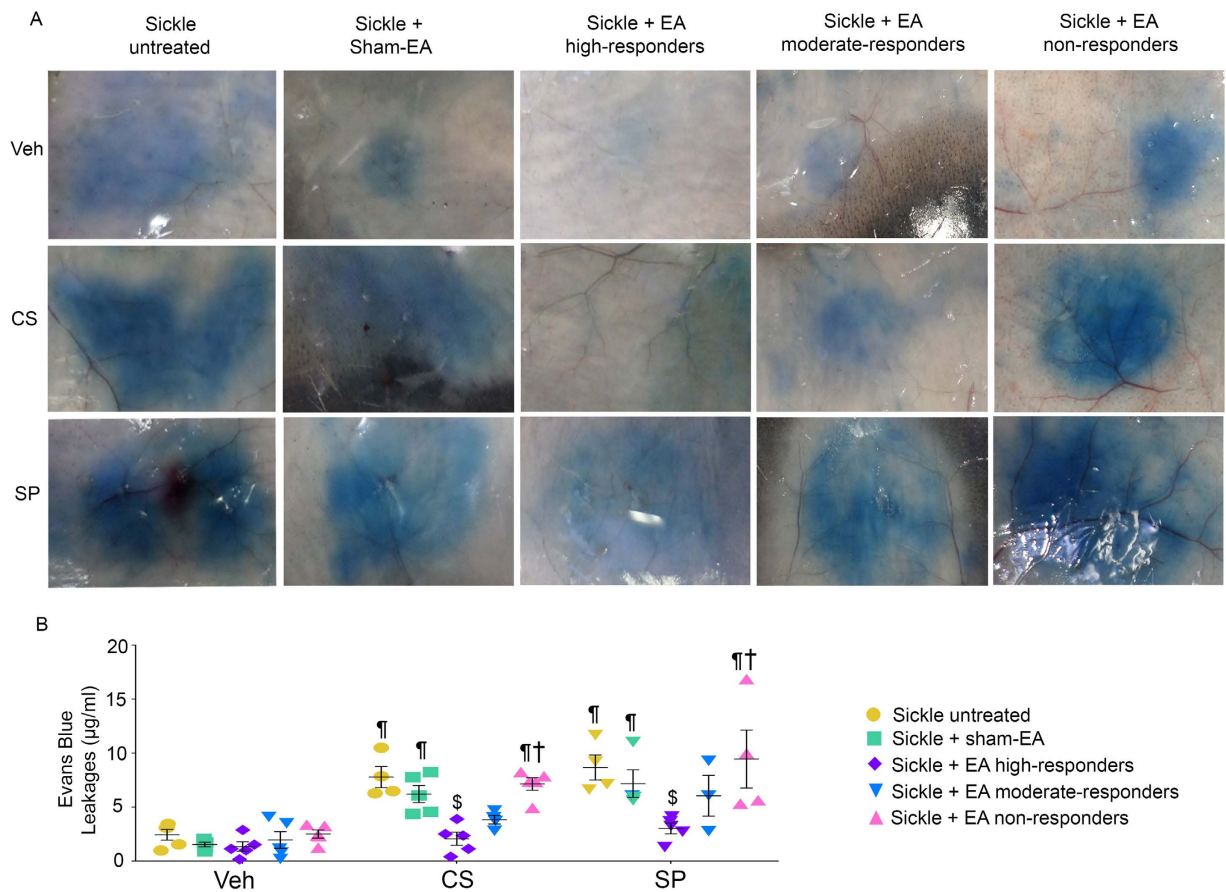 A
Sickle
untreated
Sickle +
Sham-EA
Sickle + EA
high-responders
Sickle + EA
moderate-responders
Sickle + EA
non-responders
Veh
CS
SP
B
Evans Blue
Leakages (µg/ml)
20
15
10
5
0
¶
¶
$
¶†
¶
¶
$
¶†
Veh
CS
SP
Sickle untreated
Sickle + sham-EA
Sickle + EA high-responders
Sickle + EA moderate-responders
Sickle + EA non-responders